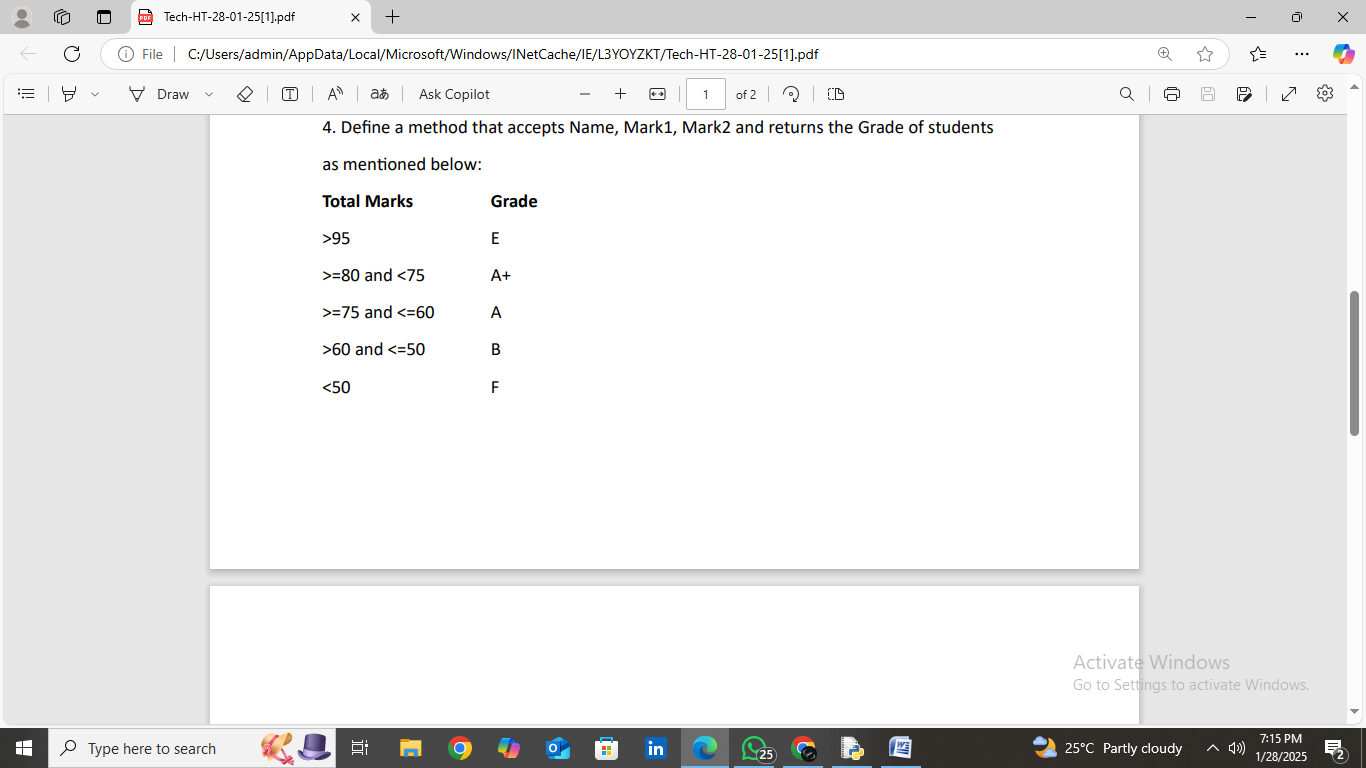 Tech-HT-28-01-25[1].pdf
File C:/Users/admin/AppData/Local/Microsoft/Windows/INetCache/IE/L3YOYZKT/Tech-HT-28-01-25[1].pdf
Draw T A aあ Ask Copilot 1 of 2
4. Define a method that accepts Name, Mark1, Mark2 and returns the Grade of students
as mentioned below:
Total Marks Grade
>95 E
>=80 and <75 A+
>=75 and <=60 A
>60 and <=50 B
<50 F
Activate Windows
Go to Settings to activate Windows.
Type here to search 25 25°C Partly cloudy 7:15 PM
1/28/2025 2